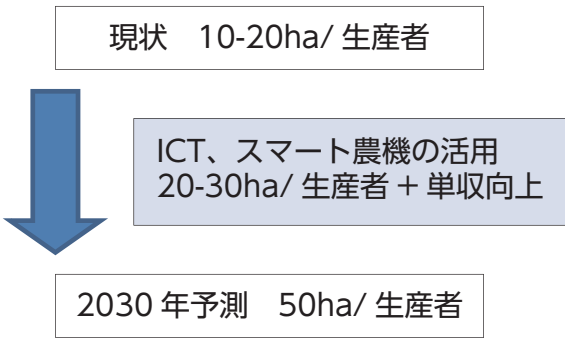 現状　10-20ha/ 生産者
ICT、スマート農機の活用
20-30ha/ 生産者 + 単収向上
2030 年予測　50ha/ 生産者